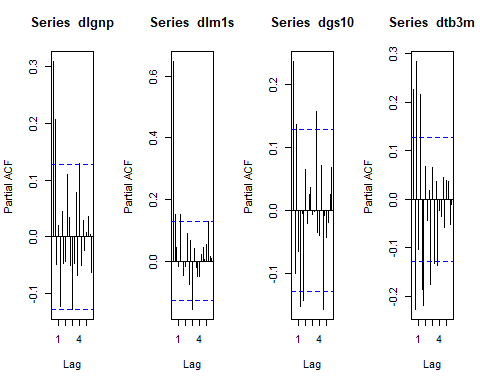 Series dlgnp
Partial ACF
0.3
0.2
0.1
0.0
-0.1
1 4
Lag
Series dlm1s
Partial ACF
0.6
0.4
0.2
0.0
1 4
Lag
Series dgs10
Partial ACF
0.2
0.1
0.0
-0.1
1 4
Lag
Series dtb3m
Partial ACF
0.3
0.2
0.1
0.0
-0.1
-0.2
1 4
Lag